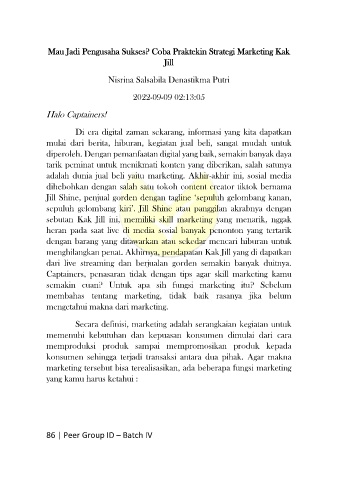 Mau Jadi Pengusaha Sukses? Coba Praktekin Strategi Marketing Kak
Jill
Nisrina Salsabila Denastikma Putri
2022-09-09 02:13:05
Halo Captainers!
Di era digital zaman sekarang, informasi yang kita dapatkan
mulai dari berita, hiburan, kegiatan jual beli, sangat mudah untuk
diperoleh. Dengan pemanfaatan digital yang baik, semakin banyak daya
tarik peminat untuk menikmati konten yang diberikan, salah satunya
adalah dunia jual beli yaitu marketing. Akhir-akhir ini, sosial media
dihebohkan dengan salah satu tokoh content creator tiktok bernama
Jill Shine, penjual gorden dengan tagline ‘sepuluh gelombang kanan,
sepuluh gelombang kiri’. Jill Shine atau panggilan akrabnya dengan
sebutan Kak Jill ini, memiliki skill marketing yang menarik, nggak
heran pada saat live di media sosial banyak penonton yang tertarik
dengan barang yang ditawarkan atau sekedar mencari hiburan untuk
menghilangkan penat. Akhirnya, pendapatan Kak Jill yang di dapatkan
dari live streaming dan berjualan gorden semakin banyak duitnya.
Captainers, penasaran tidak dengan tips agar skill marketing kamu
semakin cuan? Untuk apa sih fungsi marketing itu? Sebelum
membahas tentang marketing, tidak baik rasanya jika belum
mengetahui makna dari marketing.
Secara definisi, marketing adalah serangkaian kegiatan untuk
memenuhi kebutuhan dan kepuasan konsumen dimulai dari cara
memproduksi produk sampai mempromosikan produk kepada
konsumen sehingga terjadi transaksi antara dua pihak. Agar makna
marketing tersebut bisa terealisasikan, ada beberapa fungsi marketing
yang kamu harus ketahui :
86 | Peer Group ID – Batch IV